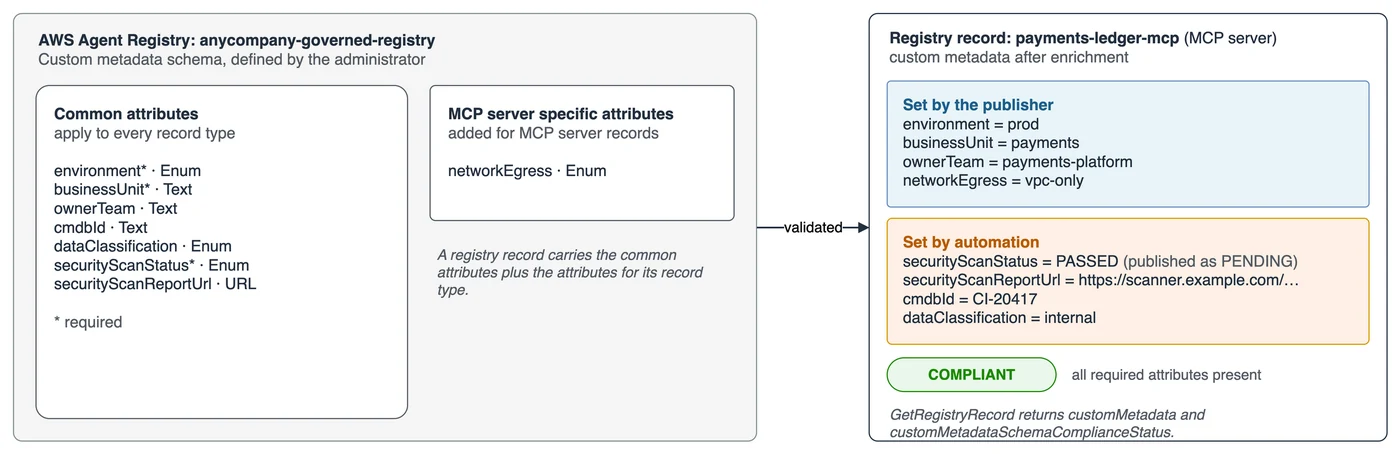 AWS Agent Registry: anycompany-governed-registry
Custom metadata schema, defined by the administrator
Common attributes
apply to every record type
environment* · Enum
businessUnit* · Text
ownerTeam · Text
cmdbId · Text
dataClassification · Enum
securityScanStatus* · Enum
securityScanReportUrl · URL
* required
MCP server specific attributes
added for MCP server records
networkEgress · Enum
A registry record carries the common
attributes plus the attributes for its record
type.
validated
Registry record: payments-ledger-mcp (MCP server)
custom metadata after enrichment
Set by the publisher
environment = prod
businessUnit = payments
ownerTeam = payments-platform
networkEgress = vpc-only
Set by automation
securityScanStatus = PASSED (published as PENDING)
securityScanReportUrl = https://scanner.example.com/…
cmdbId = CI-20417
dataClassification = internal
COMPLIANT all required attributes present
GetRegistryRecord returns customMetadata and
customMetadataSchemaComplianceStatus.